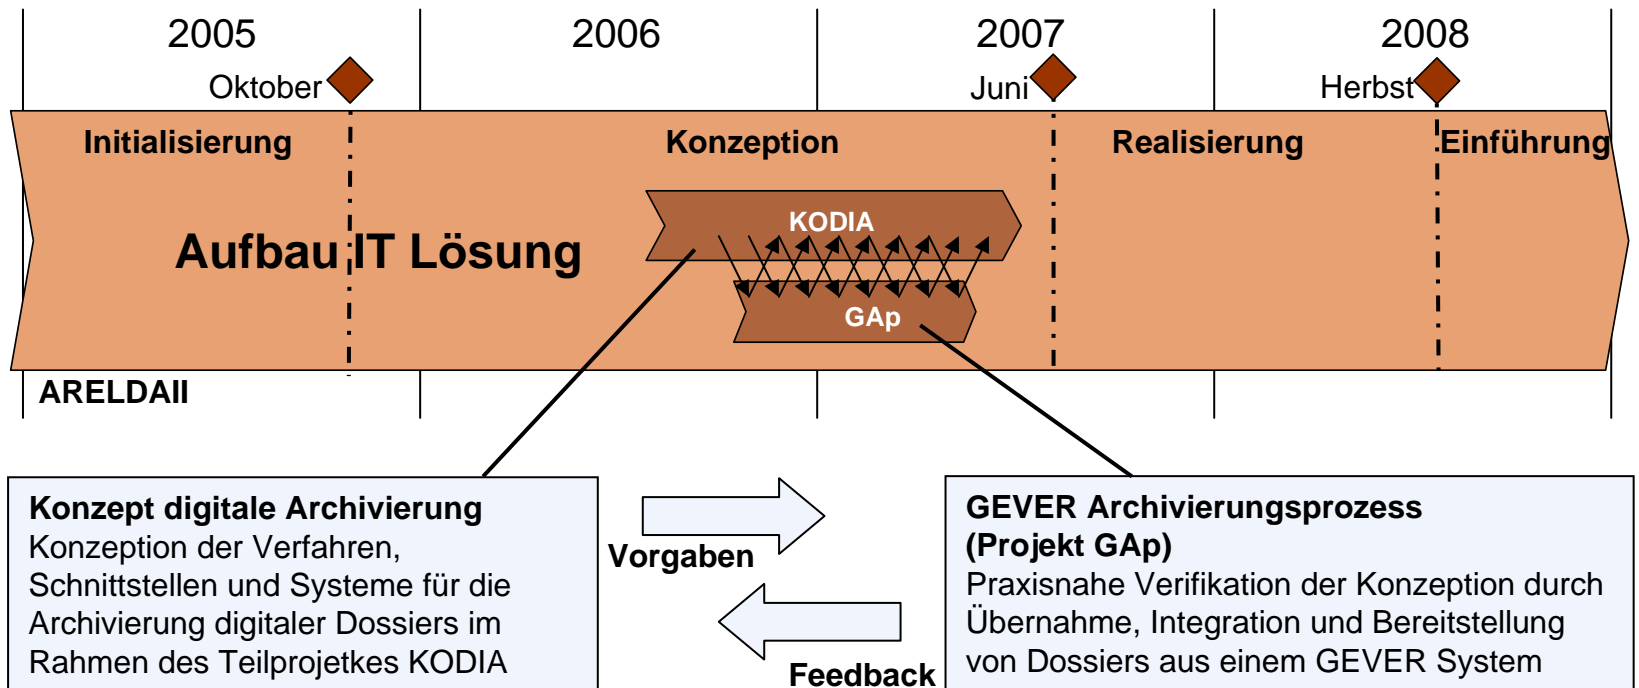 2005
2006
2007
2008
Oktober
Juni
Herbst
Initialisierung
Konzeption
Realisierung
Einführung
KODIA
Aufbau IT Lösung
GAp
ARELDAII
Konzept digitale Archivierung
Konzeption der Verfahren,
Schnittstellen und Systeme für die
Archivierung digitaler Dossiers im
Rahmen des Teilprojetkes KODIA
Vorgaben
Feedback
GEVER Archivierungsprozess
(Projekt GAp)
Praxisnahe Verifikation der Konzeption durch
Übernahme, Integration und Bereitstellung
von Dossiers aus einem GEVER System